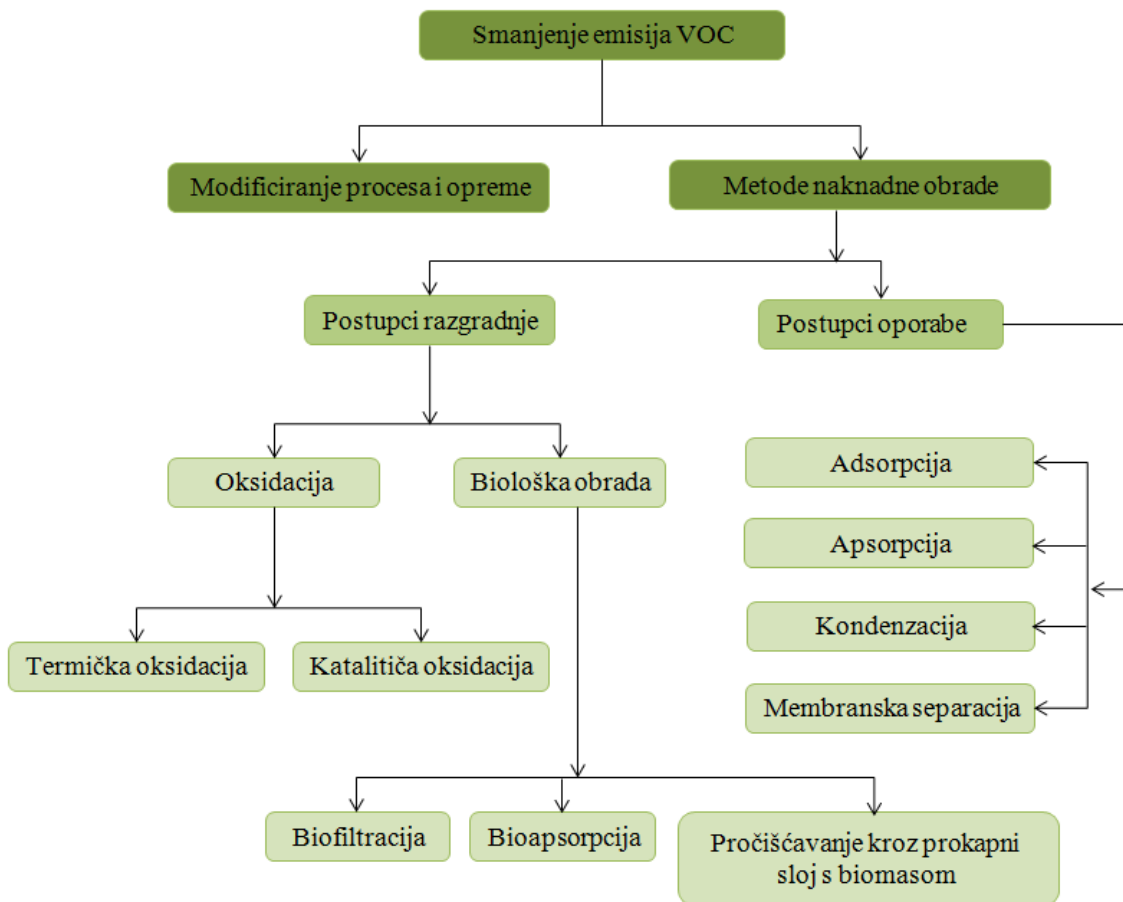 Smanjenje emisija VOC
Modificiranje procesa i opreme
Metode naknadne obrade
Postupci razgradnje
Postupci oporabe
Oksidacija
Biološka obrada
Adsorpcija
Apsorpcija
Kondenzacija
Membranska separacija
Termička oksidacija
Katalitiča oksidacija
Biofiltracija
Bioapsorpcija
Pročišćavanje kroz prokapni
sloj s biomasom